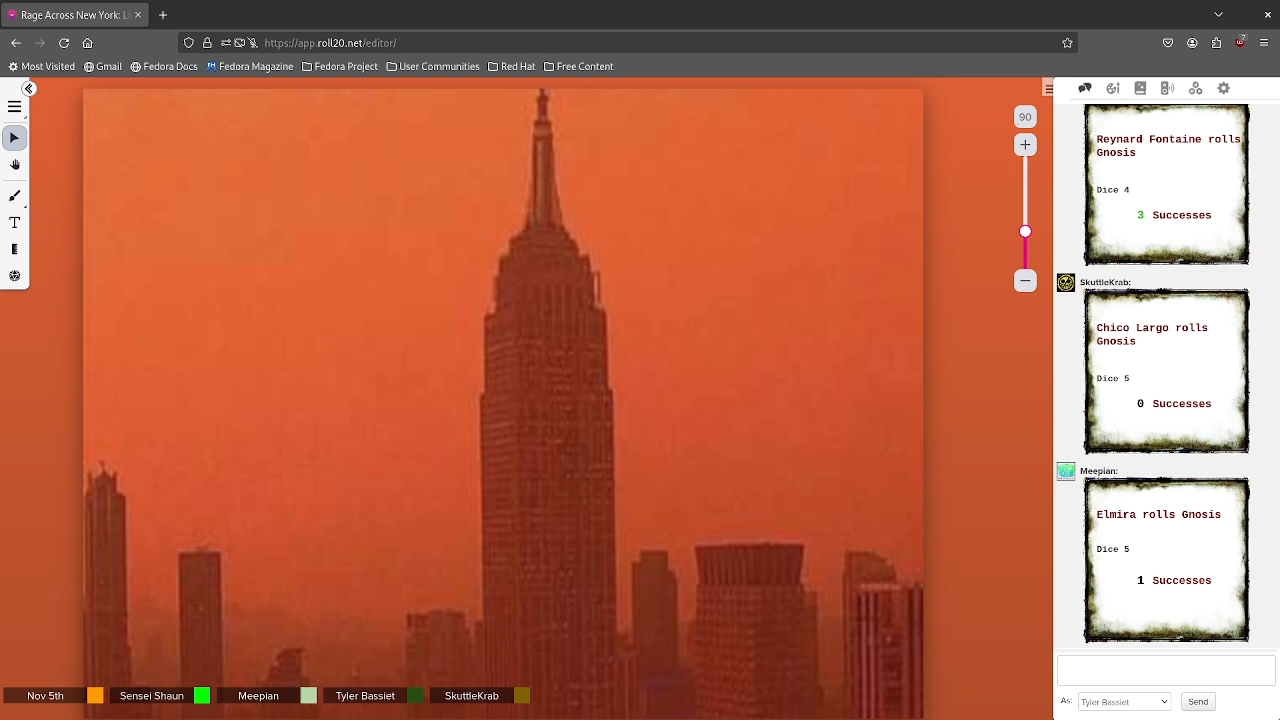 Rage Across New York: L
https://app.roll20.net/editor/
Most Visited
Gmail
Fedora Docs
Fedora Magazine
Fedora Project
User Communities
Red Hat
Free Content
90
Reynard Fontaine rolls
Gnosis
Dice 4
3 Successes
SkuttleKrab:
Chico Largo rolls
Gnosis
Dice 5
0 Successes
Meepian:
Elmira rolls Gnosis
Dice 5
1 Successes
Nov 5th
Sensei Shaun
Meepian
Tyler Bassiet
SkuttleKrab
As:
Tyler Bassiet
Send